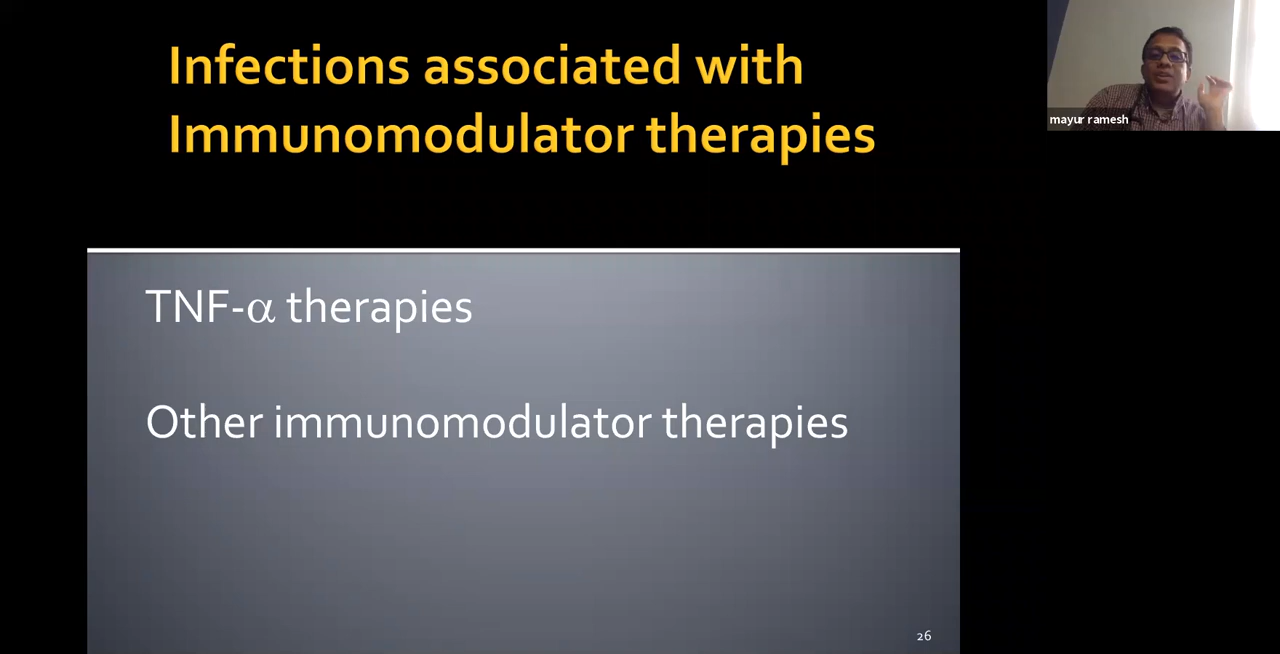 Infections associated with
Immunomodulator therapies
mayur ramesh
TNF-α therapies
Other immunomodulator therapies
26